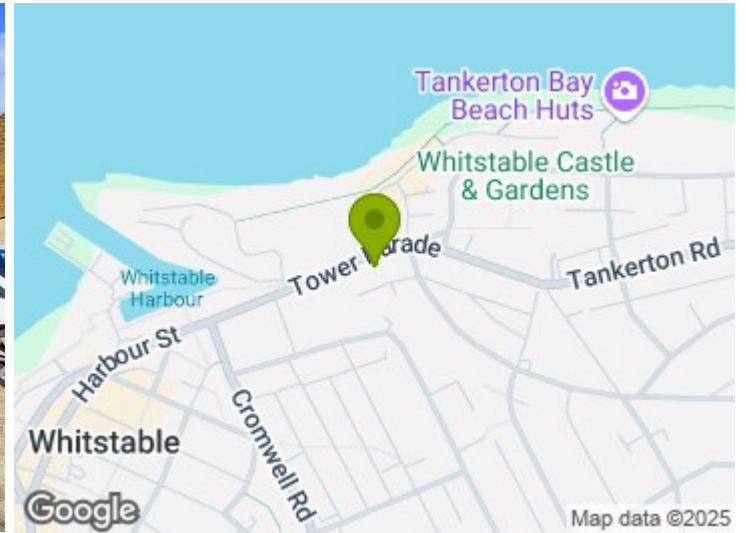 Tankerton Bay
Beach Huts
Whitstable Castle
& Gardens
Tower Parade
Tankerton Rd
Whitstable
Harbour
Harbour St
Cromwell Rd
Whitstable
Google
Map data ©2025